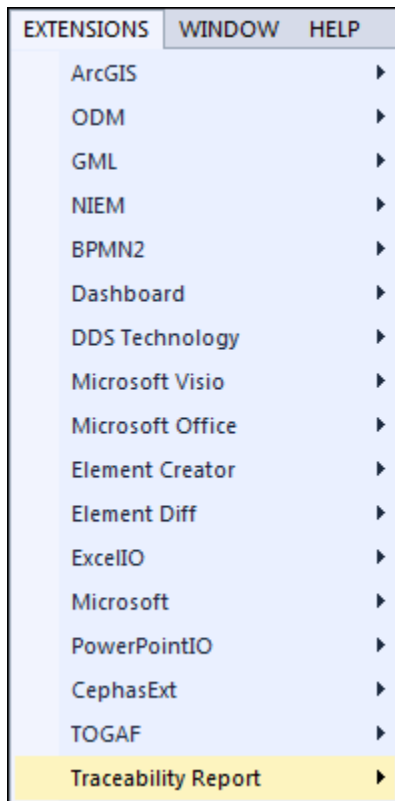 EXTENSIONS WINDOW HELP
ArcGIS
ODM
GML
NIEM
BPMN2
Dashboard
DDS Technology
Microsoft Visio
Microsoft Office
Element Creator
Element Diff
ExcelIO
Microsoft
PowerPointIO
CephasExt
TOGAF
Traceability Report